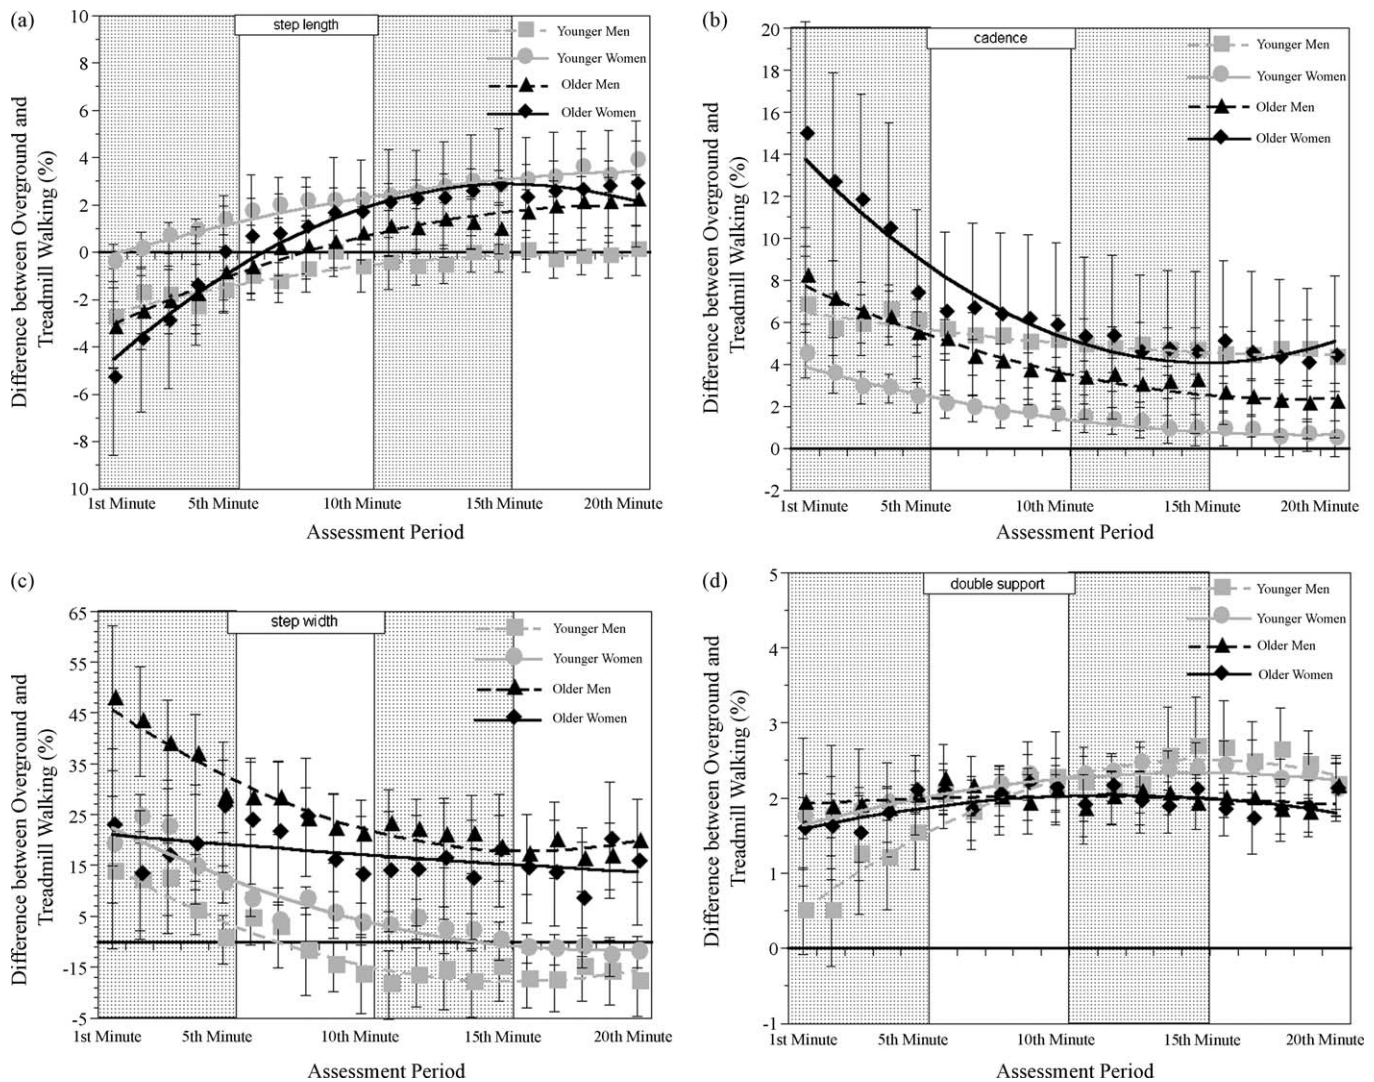 (a)
step length
10
8
6
4
2
0
-2
-4
-6
-8
10
Difference between Overground and
Treadmill Walking (%)
Younger Men
Younger Women
Older Men
Older Women
1st Minute
5th Minute
10th Minute
15th Minute
20th Minute
Assessment Period
(b)
cadence
20
18
16
14
12
10
8
6
4
2
0
-2
Difference between Overground and
Treadmill Walking (%)
Younger Men
Younger Women
Older Men
Older Women
1st Minute
5th Minute
10th Minute
15th Minute
20th Minute
Assessment Period
(c)
step width
65
55
45
35
25
15
5
-15
-5
Difference between Overground and
Treadmill Walking (%)
Younger Men
Younger Women
Older Men
Older Women
1st Minute
5th Minute
10th Minute
15th Minute
20th Minute
Assessment Period
(d)
double support
5
4
3
2
1
0
-1
Difference between Overground and
Treadmill Walking (%)
Younger Men
Younger Women
Older Men
Older Women
1st Minute
5th Minute
10th Minute
15th Minute
20th Minute
Assessment Period